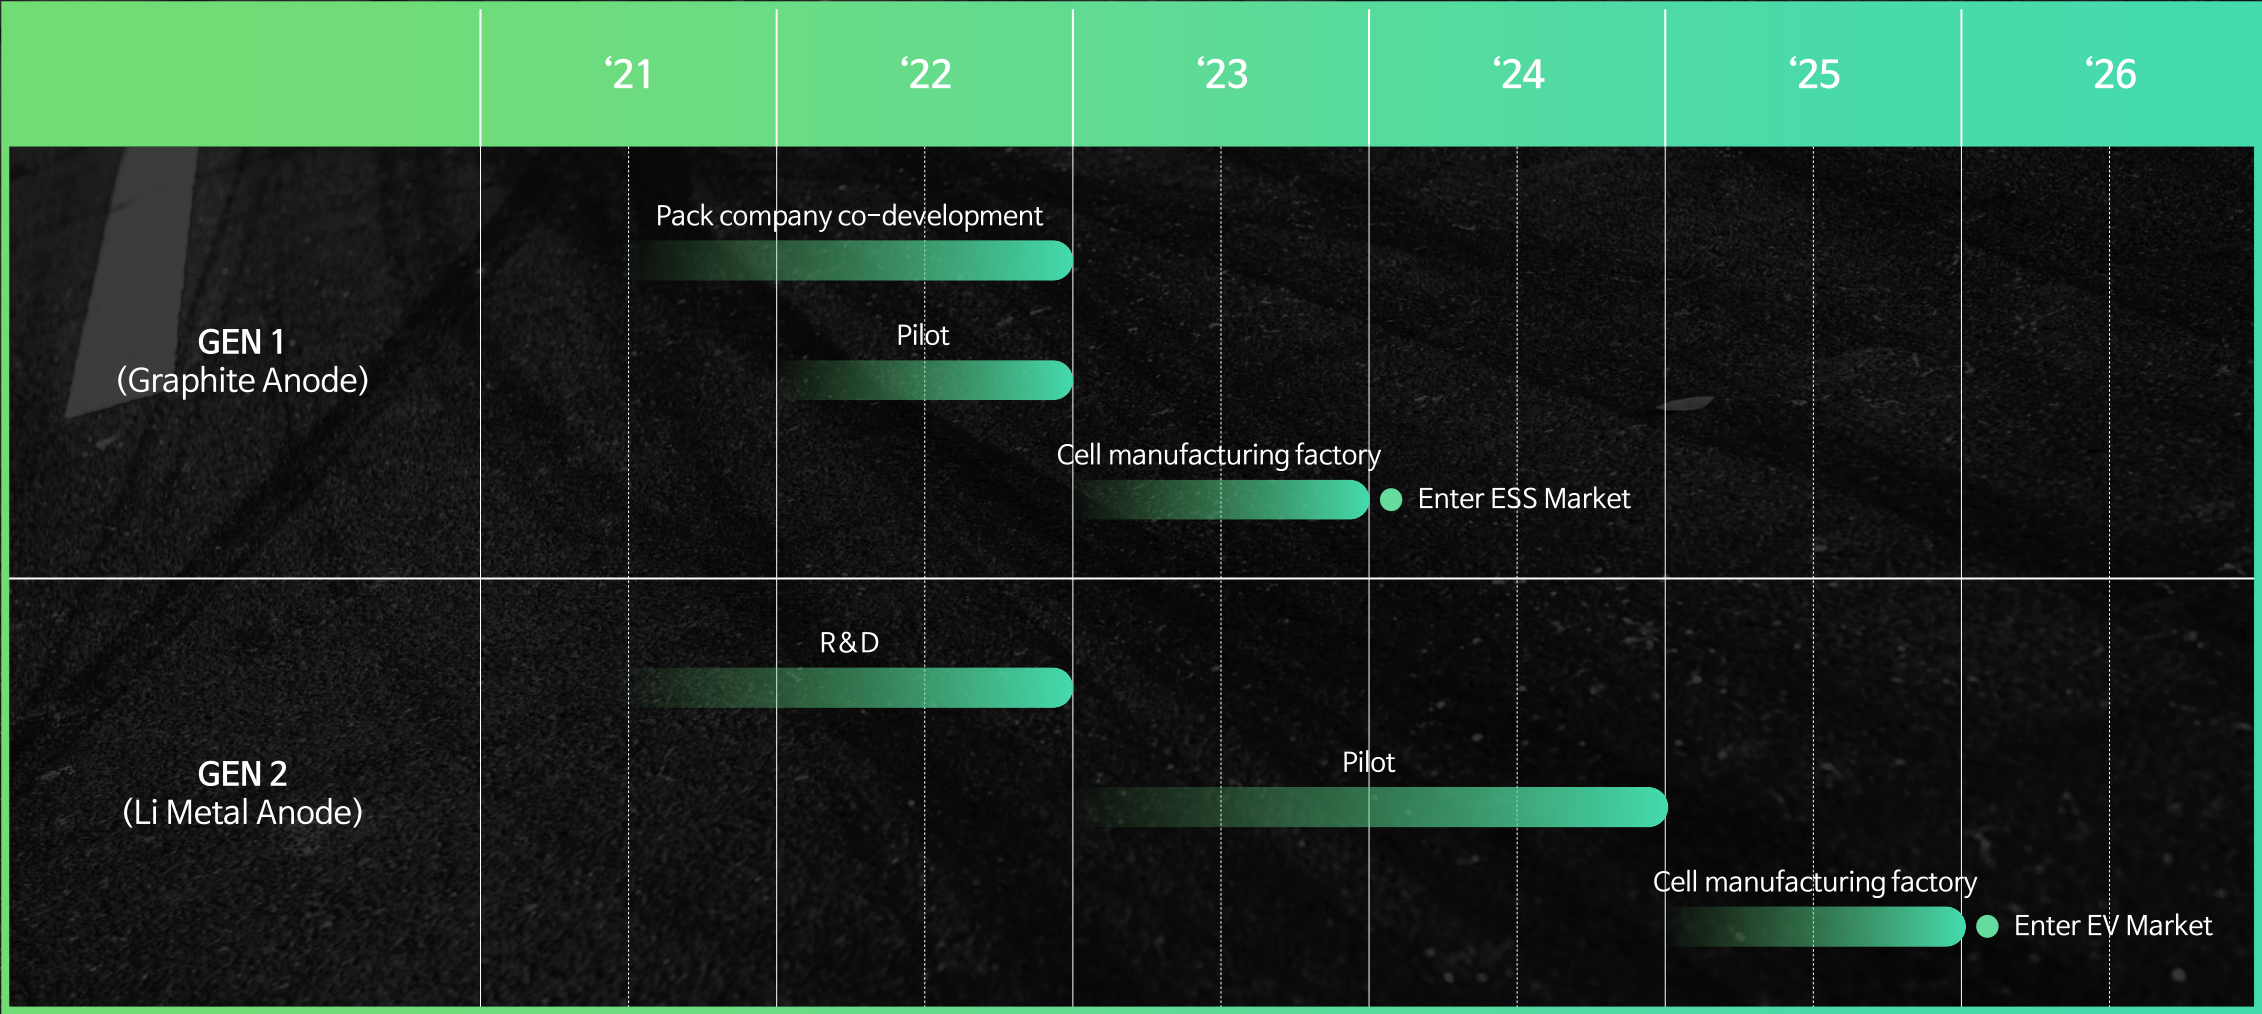 ‘21 ‘22 ‘23 ‘24 ‘25 ‘26
Pack company co-development
Pilot
GEN 1
(Graphite Anode)
Cell manufacturing factory
Enter ESS Market
R&D
Pilot
GEN 2
(Li Metal Anode)
Cell manufacturing factory
Enter EV Market